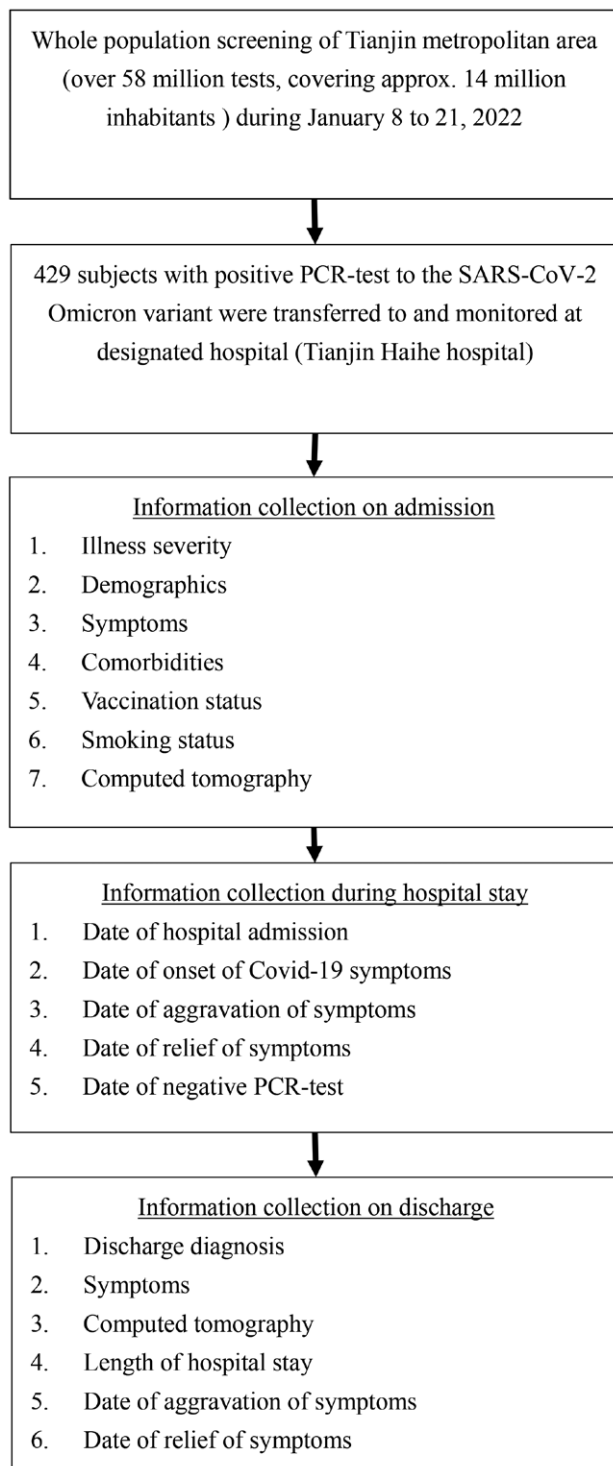 Whole population screening of Tianjin metropolitan area
(over 58 million tests, covering approx. 14 million
inhabitants ) during January 8 to 21, 2022
429 subjects with positive PCR-test to the SARS-CoV-2
Omicron variant were transferred to and monitored at
designated hospital (Tianjin Haihe hospital)
Information collection on admission
1. Illness severity
2. Demographics
3. Symptoms
4. Comorbidities
5. Vaccination status
6. Smoking status
7. Computed tomography
Information collection during hospital stay
1. Date of hospital admission
2. Date of onset of Covid-19 symptoms
3. Date of aggravation of symptoms
4. Date of relief of symptoms
5. Date of negative PCR-test
Information collection on discharge
1. Discharge diagnosis
2. Symptoms
3. Computed tomography
4. Length of hospital stay
5. Date of aggravation of symptoms
6. Date of relief of symptoms